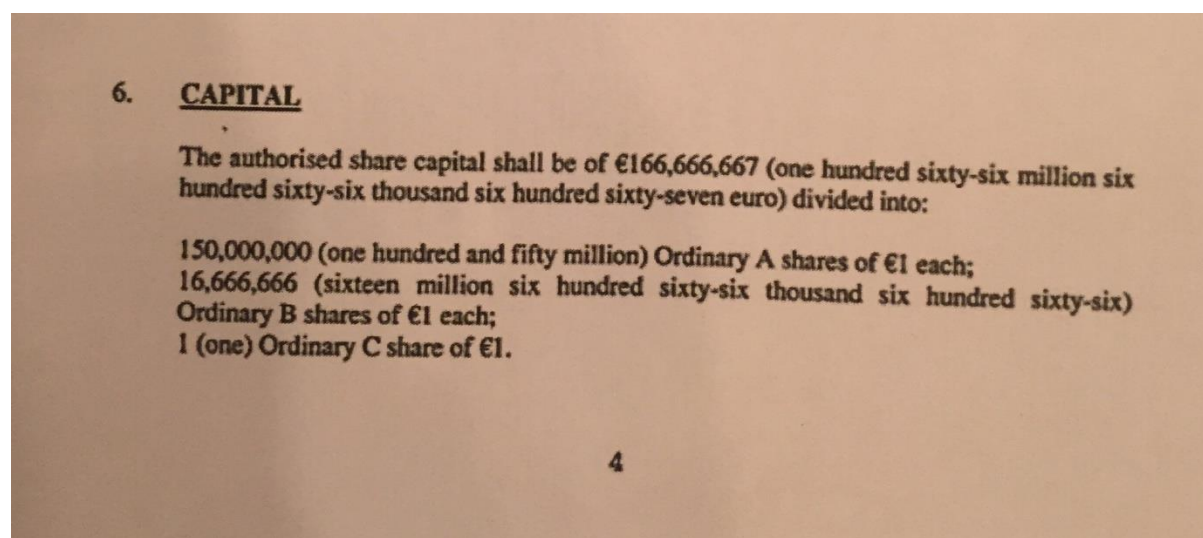 6. CAPITAL
The authorised share capital shall be of €166,666,667 (one hundred sixty-six million six
hundred sixty-six thousand six hundred sixty-seven euro) divided into:
150,000,000 (one hundred and fifty million) Ordinary A shares of €1 each;
16,666,666 (sixteen million six hundred sixty-six thousand six hundred sixty-six)
Ordinary B shares of €1 each;
1 (one) Ordinary C share of €1.
4